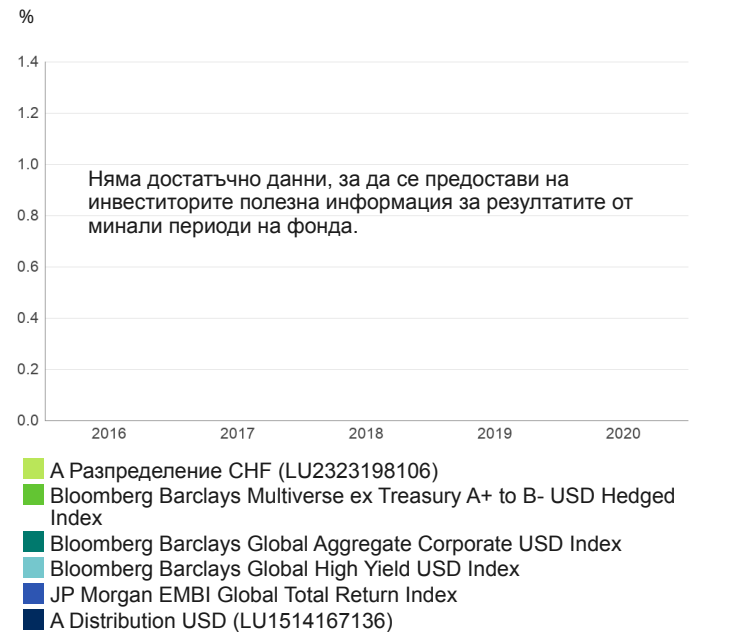 %
1.4
1.2
1.0
Няма достатъчно данни, за да се предостави на
инвеститорите полезна информация за резултатите от
0.8
минали периоди на фонда.
0.6
0.4
0.2
0.0
2016 2017 2018 2019 2020
А Разпределение CHF (LU2323198106)
Bloomberg Barclays Multiverse ex Treasury A+ to B- USD Hedged
Index
Bloomberg Barclays Global Aggregate Corporate USD Index
Bloomberg Barclays Global High Yield USD Index
JP Morgan EMBI Global Total Return Index
A Distribution USD (LU1514167136)